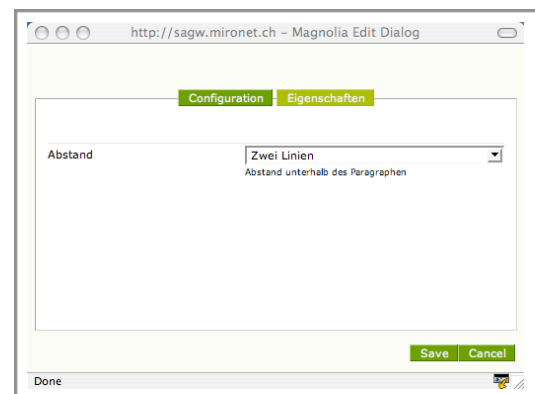 http://sagw.mironet.ch – Magnolia Edit Dialog
Configuration Eigenschaften
Abstand Zwei Linien
Abstand unterhalb des Paragraphen
Save Cancel
Done